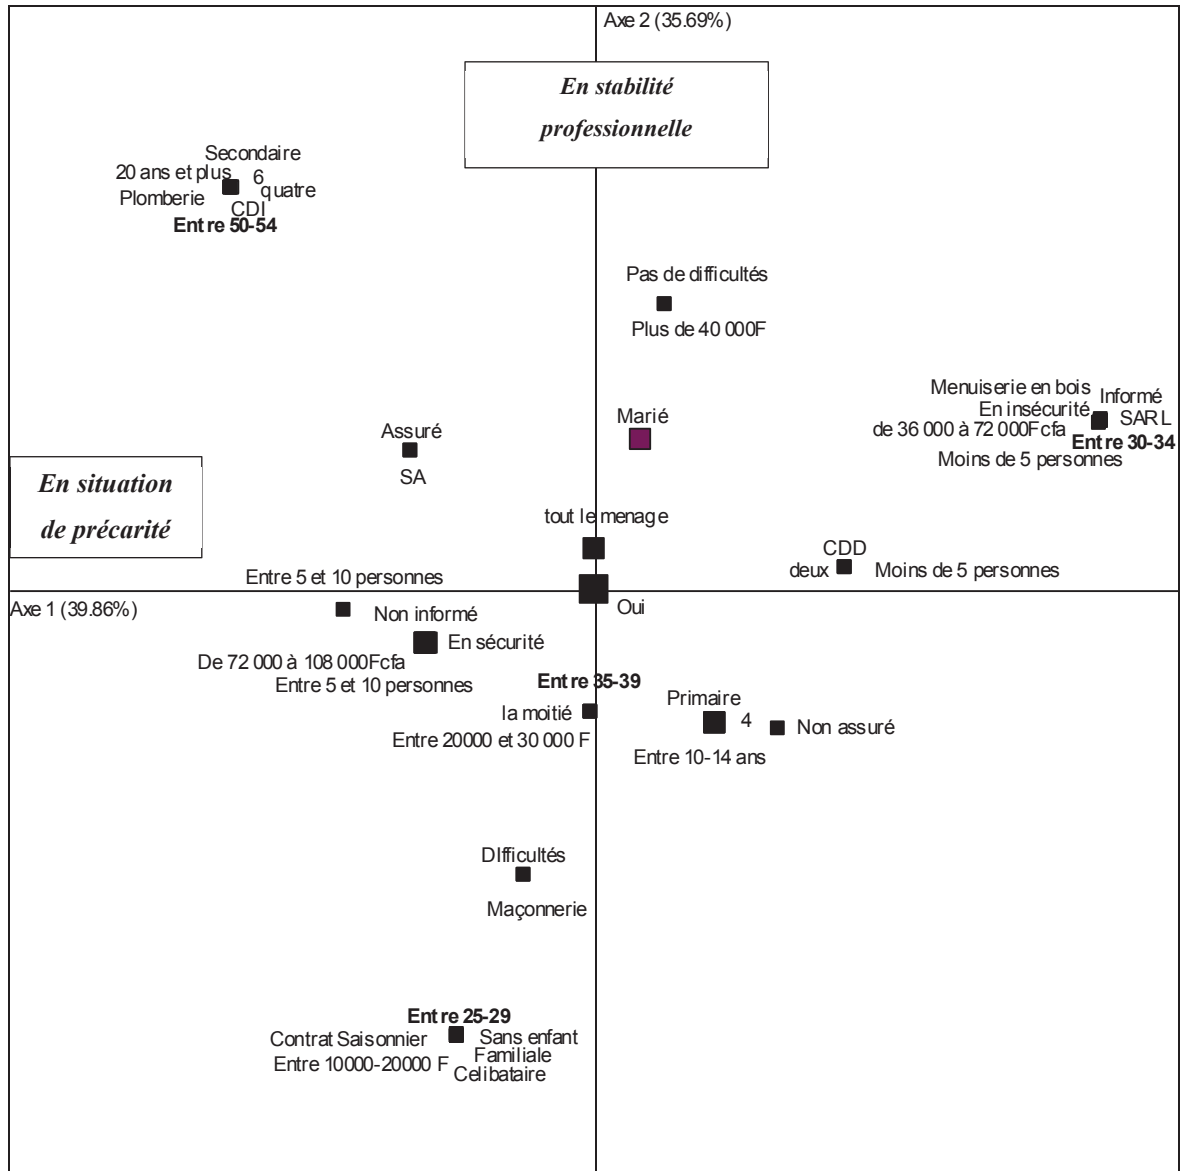 Axe 2 (35.69%)
En stabilité
professionnelle
Secondaire
20 ans et plus
6
quatre
Plomberie
CDI
Entre 50-54
Pas de difficultés
Plus de 40 000F
Menuiserie en bois
Informé
En insécurité
SARL
de 36 000 à 72 000Fcfa
Entre 30-34
Moins de 5 personnes
Marié
Assuré
SA
En situation
de précarité
tout le menage
CDD
deux
Moins de 5 personnes
Entre 5 et 10 personnes
Axe 1 (39.86%)
Non informé
Oui
En sécurité
De 72 000 à 108 000Fcfa
Entre 5 et 10 personnes
Entre 35-39
la moitié
Entre 20000 et 30 000 F
Primaire
4
Non assuré
Entre 10-14 ans
DIfficultés
Maçonnerie
Entre 25-29
Contrat Saisonnier
Sans enfant
Familiale
Entre 10000-20000 F
Celibataire